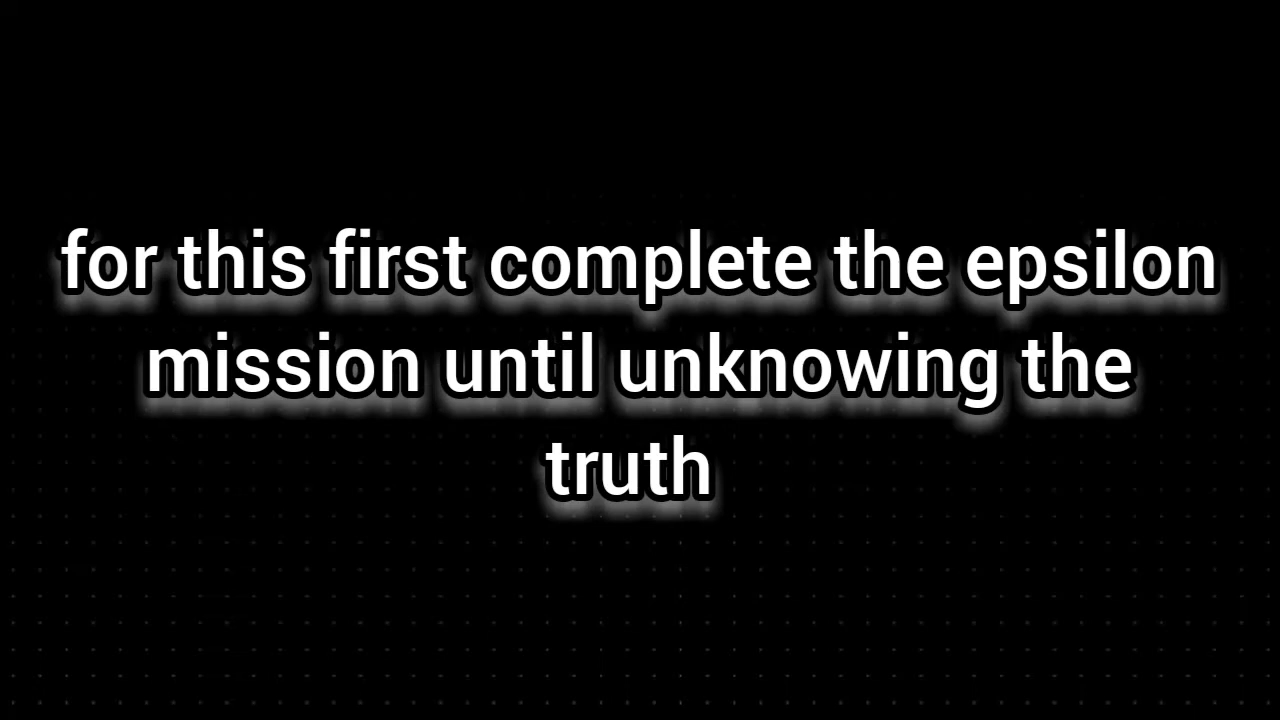 for this first complete the epsilon
mission until unknowing the
truth